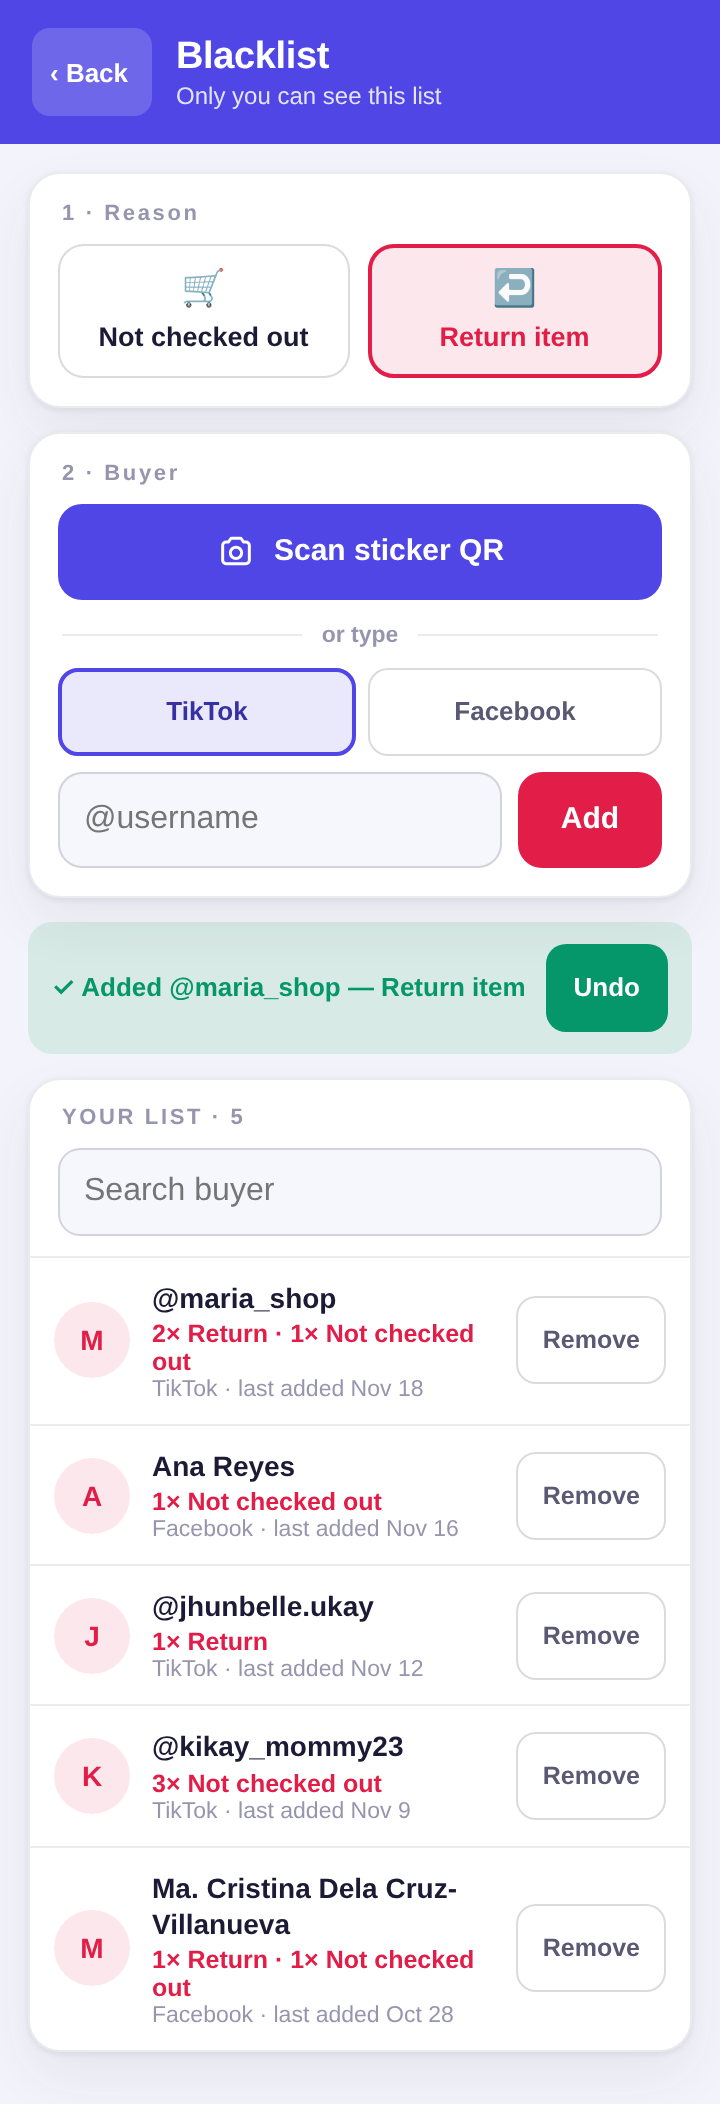 ‹ Back
Blacklist
Only you can see this list
1 · Reason
Not checked out
Return item
2 · Buyer
Scan sticker QR
or type
TikTok
Facebook
@username
Add
✓ Added @maria_shop — Return item
Undo
YOUR LIST · 5
Search buyer
M
@maria_shop
2× Return · 1× Not checked
out
TikTok · last added Nov 18
Remove
A
Ana Reyes
1× Not checked out
Facebook · last added Nov 16
Remove
J
@jhunbelle.ukay
1× Return
TikTok · last added Nov 12
Remove
K
@kikay_mommy23
3× Not checked out
TikTok · last added Nov 9
Remove
M
Ma. Cristina Dela Cruz-
Villanueva
1× Return · 1× Not checked
out
Facebook · last added Oct 28
Remove